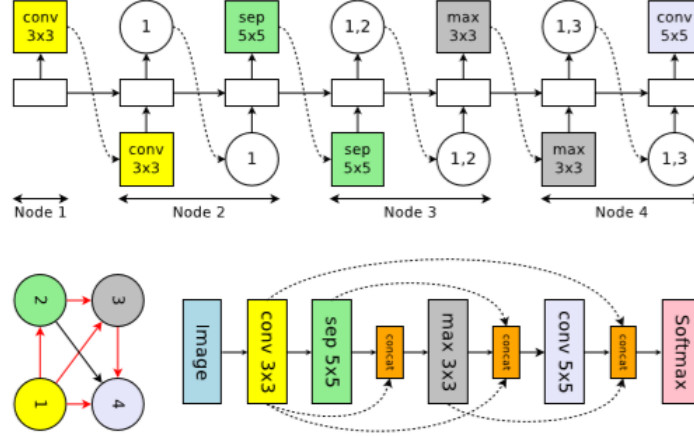 conv
3x3
1
sep
5x5
1,2
max
3x3
1,3
conv
5x5
conv
3x3
1
sep
5x5
1,2
max
3x3
1,3
Node 1
Node 2
Node 3
Node 4
2
3
1
4
Image
conv 3x3
sep 5x5
concat
max 3x3
concat
conv 5x5
concat
Softmax